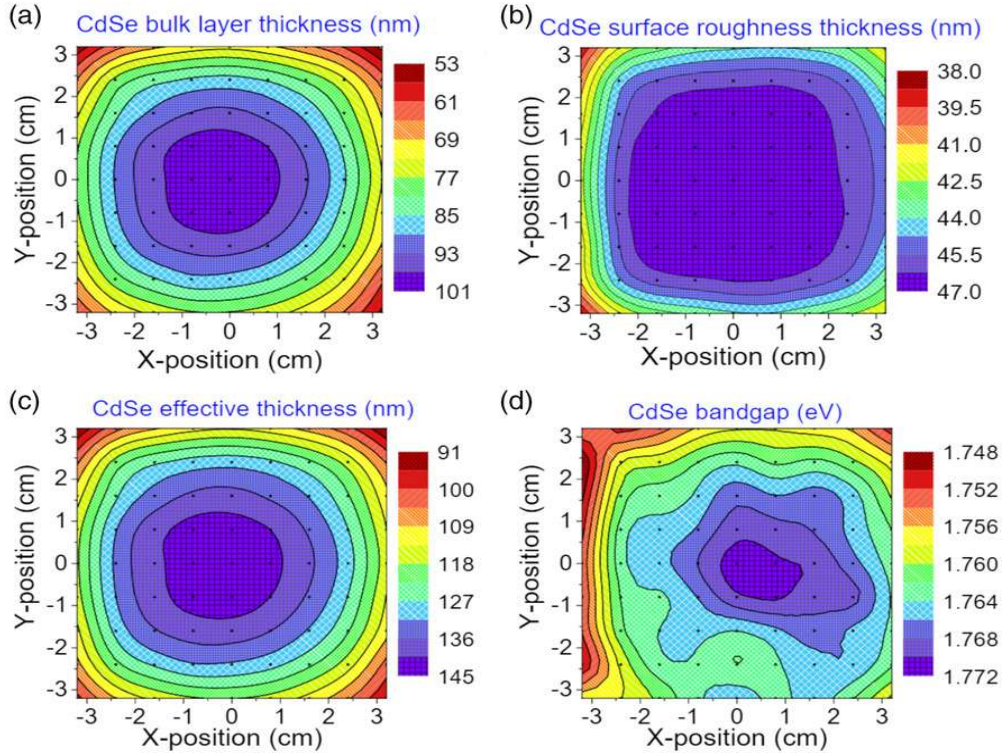 (a)
CdSe bulk layer thickness (nm)
3
2
1
0
-1
-2
-3
Y-position (cm)
-3 -2 -1 0 1 2 3
X-position (cm)
53
61
69
77
85
93
101
(b)
CdSe surface roughness thickness (nm)
3
2
1
0
-1
-2
-3
Y-position (cm)
-3 -2 -1 0 1 2 3
X-position (cm)
38.0
39.5
41.0
42.5
44.0
45.5
47.0
(c)
CdSe effective thickness (nm)
3
2
1
0
-1
-2
-3
Y-position (cm)
-3 -2 -1 0 1 2 3
X-position (cm)
91
100
109
118
127
136
145
(d)
CdSe bandgap (eV)
3
2
1
0
-1
-2
-3
Y-position (cm)
-3 -2 -1 0 1 2 3
X-position (cm)
1.748
1.752
1.756
1.760
1.764
1.768
1.772